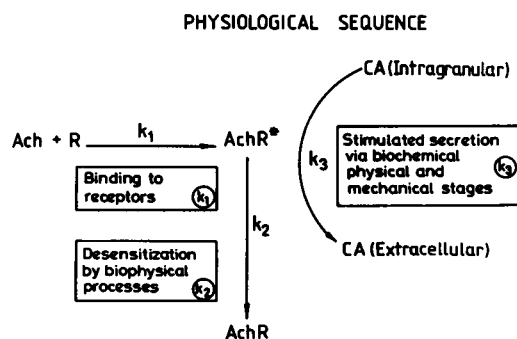 PHYSIOLOGICAL SEQUENCE
CA (Intragranular)
Ach + R
k1
AchR*
Binding to
receptors
k1
k2
k3
Stimulated secretion
via biochemical
physical and
mechanical stages
k3
Desensitization
by biophysical
processes
k2
CA (Extracellular)
AchR